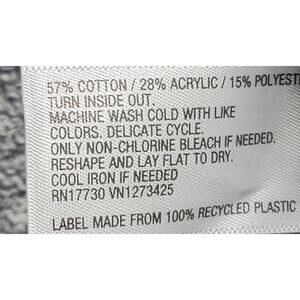 57% COTTON / 28% ACRYLIC / 15% POLYEST
TURN INSIDE OUT.
MACHINE WASH COLD WITH LIKE
COLORS. DELICATE CYCLE.
ONLY NON-CHLORINE BLEACH IF NEEDED.
RESHAPE AND LAY FLAT TO DRY.
COOL IRON IF NEEDED
RN17730 VN1273425
LABEL MADE FROM 100% RECYCLED PLASTIC